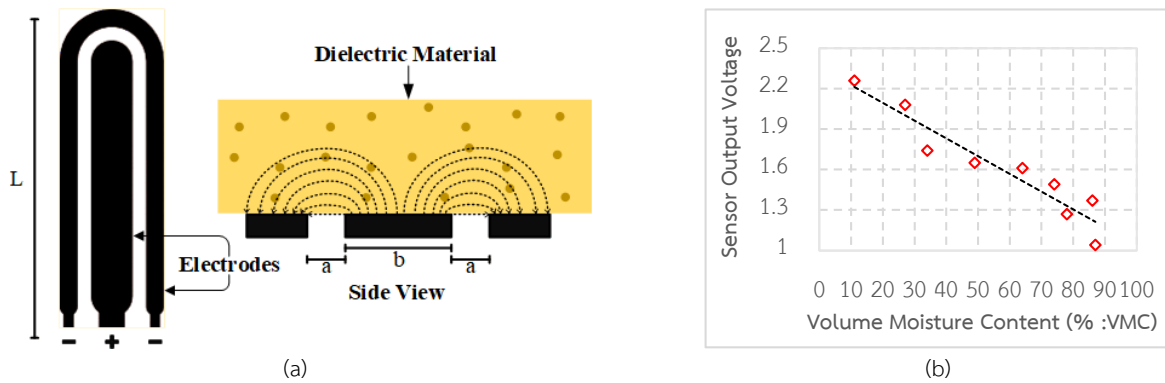 L
Electrodes
- + -
Dielectric Material
a
b
a
Side View
(a)
Sensor Output Voltage
2.5
2.2
1.9
1.6
1.3
1
0 10 20 30 40 50 60 70 80 90 100
Volume Moisture Content (% :VMC)
(b)